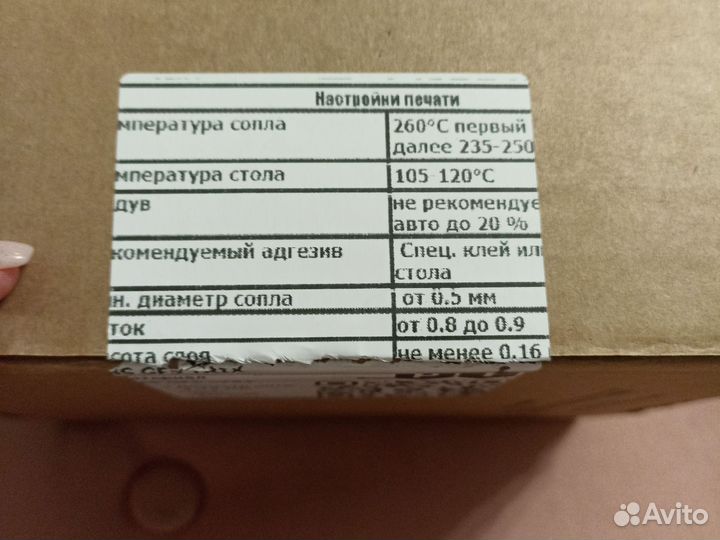 Настройки печати
мпература сопла 260°C первый
далее 235-250
мпература стола 105-120°C
дув не рекомендуе
авто до 20 %
комендуемый адгезив Спец. клей ил
стола
н. диаметр сопла от 0.5 мм
ток от 0.8 до 0.9
сота слоя не менее 0.16
Avito